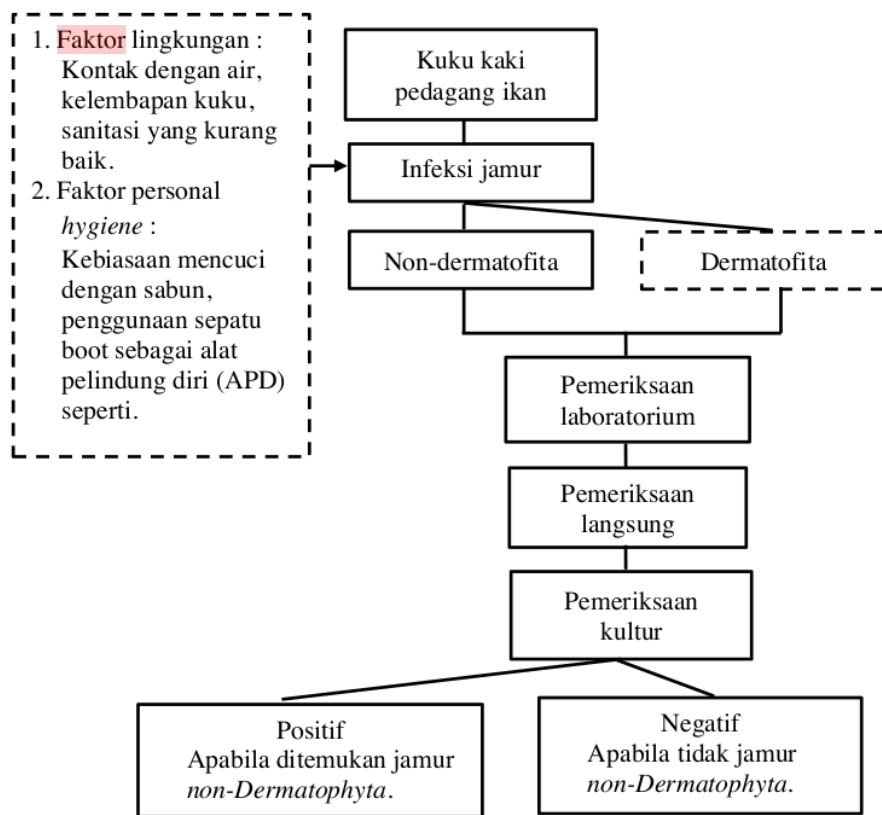 1. Faktor lingkungan :
Kontak dengan air,
kelembapan kuku,
sanitasi yang kurang
baik.
2. Faktor personal
hygiene :
Kebiasaan mencuci
dengan sabun,
penggunaan sepatu
boot sebagai alat
pelindung diri (APD)
seperti.
Kuku kaki
pedagang ikan
Infeksi jamur
Non-dermatofita
Dermatofita
Pemeriksaan
laboratorium
Pemeriksaan
langsung
Pemeriksaan
kultur
Positif
Apabila ditemukan jamur
non-Dermatophyta.
Negatif
Apabila tidak jamur
non-Dermatophyta.